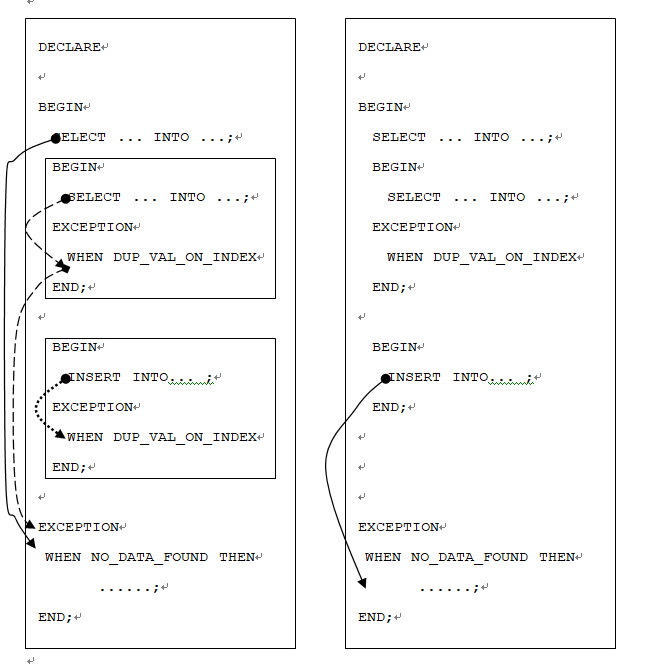 DECLARE
BEGIN
SELECT ... INTO ...;
BEGIN
SELECT ... INTO ...;
EXCEPTION
WHEN DUP_VAL_ON_INDEX
END;
BEGIN
INSERT INTO... ;
EXCEPTION
WHEN DUP_VAL_ON_INDEX
END;
EXCEPTION
WHEN NO_DATA_FOUND THEN
......;
END;
DECLARE
BEGIN
SELECT ... INTO ...;
BEGIN
SELECT ... INTO ...;
EXCEPTION
WHEN DUP_VAL_ON_INDEX
END;
BEGIN
INSERT INTO... ;
END;
EXCEPTION
WHEN NO_DATA_FOUND THEN
......;
END;